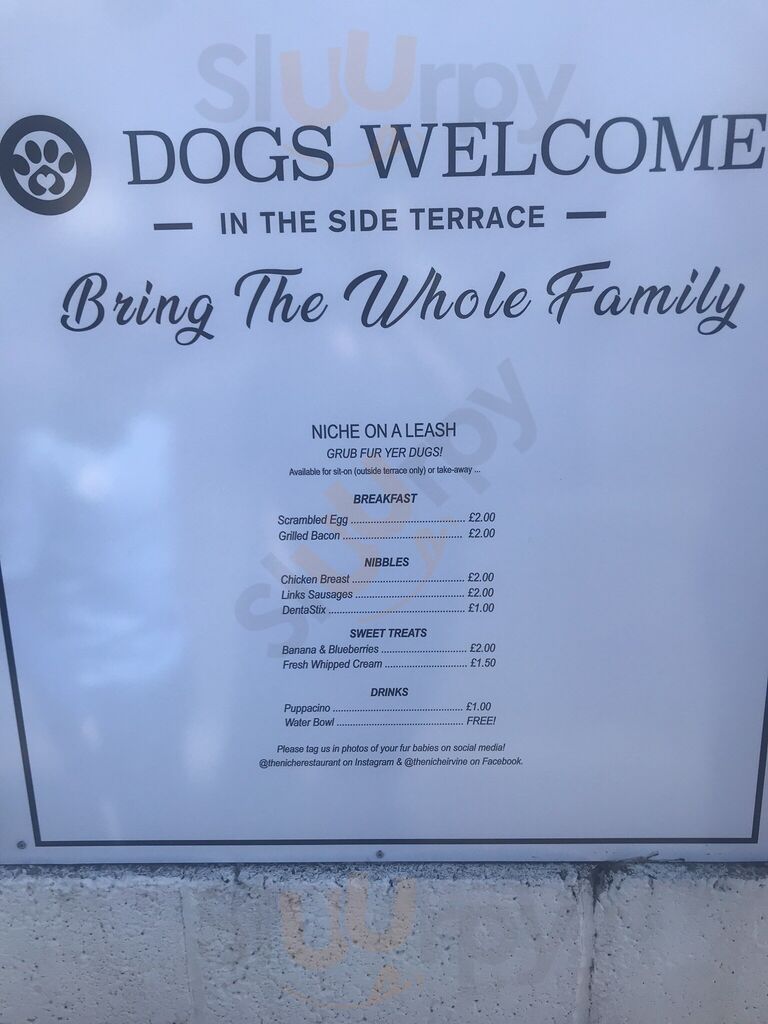 Sluurpy
DOGS WELCOME
— IN THE SIDE TERRACE —
Bring The Whole Family
Sluurpy
NICHE ON A LEASH
GRUB FUR YER DUGS!
Available for sit-on (outside terrace only) or take-away ...
BREAKFAST
Scrambled Egg ........................................ £2.00
Grilled Bacon ........................................ £2.00
NIBBLES
Chicken Breast ........................................ £2.00
Links Sausages ...................................... £2.00
DentaStix ................................................ £1.00
SWEET TREATS
Banana & Blueberries .............................. £2.00
Fresh Whipped Cream ............................. £1.50
DRINKS
Puppacino .............................................. £1.00
Water Bowl ............................................. FREE!
Please tag us in photos of your fur babies on social media!
@thenicherestaurant on Instagram & @thenicheirvine on Facebook.
Sluurpy